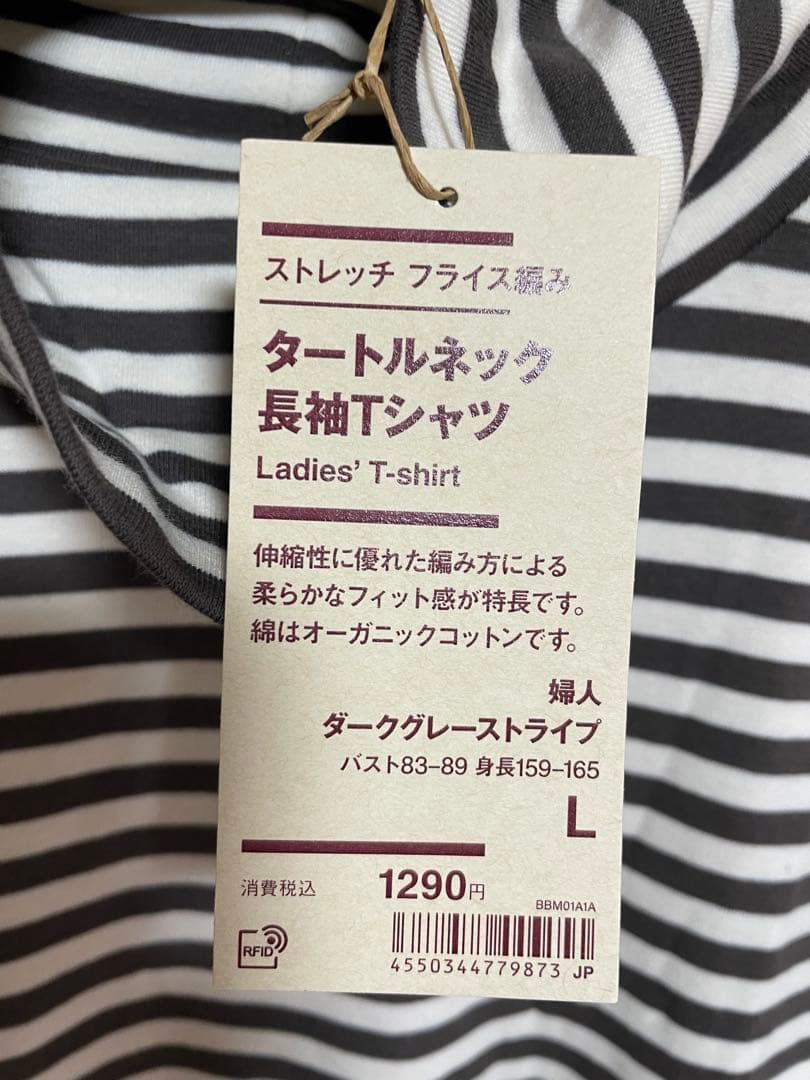 ストレッチ フライス編み
タートルネック
長袖Tシャツ
Ladies' T-shirt
伸縮性に優れた編み方による
柔らかなフィット感が特長です。
綿はオーガニックコットンです。
婦人
ダークグレーストライプ
バスト83–89 身長159–165
L
消費税込 1290円
BBM01A1A
RFID
4550344779873 JP